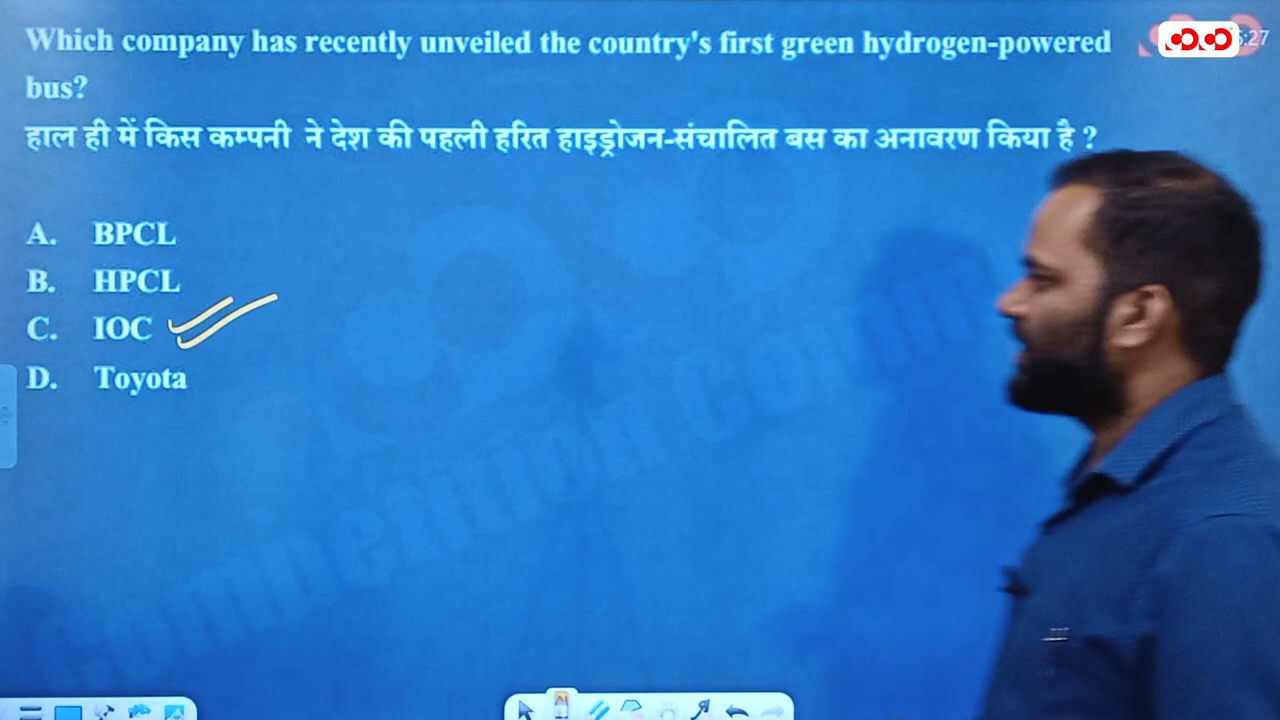 Which company has recently unveiled the country's first green hydrogen-powered
bus?
हाल ही में किस कम्पनी ने देश की पहली हरित हाइड्रोजन-संचालित बस का अनावरण किया है ?
A. BPCL
B. HPCL
C. IOC
D. Toyota